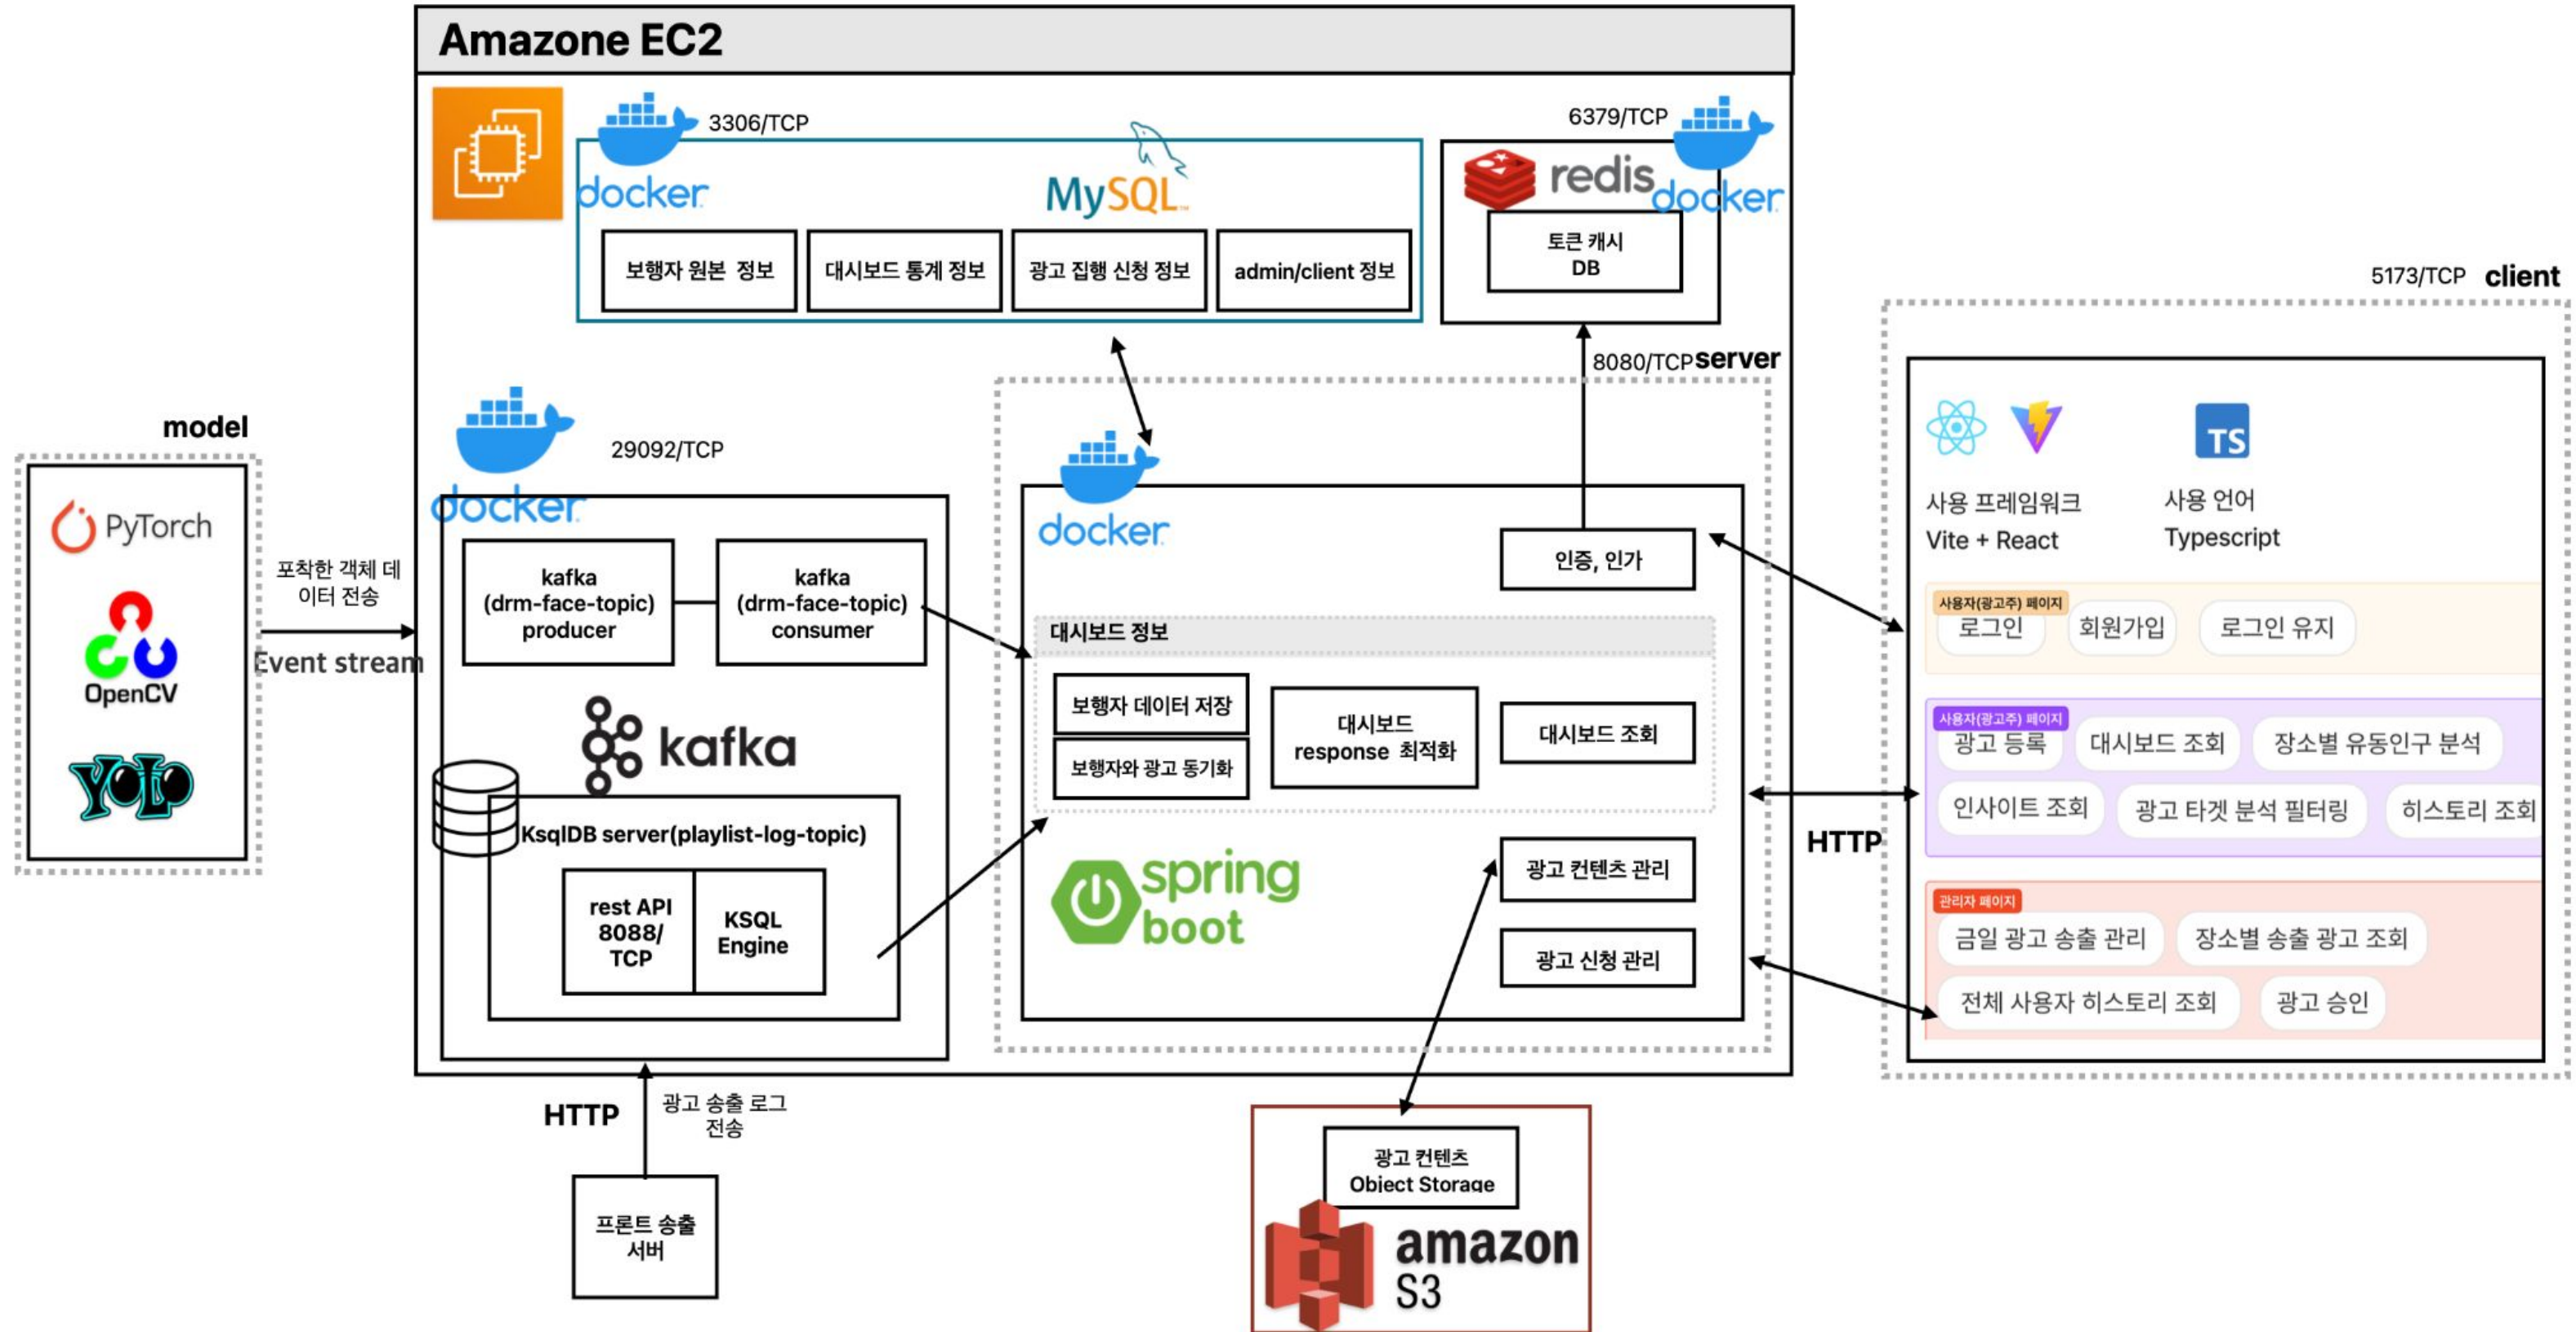 Amazone EC2
docker
3306/TCP
MySQL
보행자 원본 정보
대시보드 통계 정보
광고 집행 신청 정보
admin/client 정보
6379/TCP
redis
docker
토큰 캐시
DB
model
PyTorch
OpenCV
YOLO
포착한 객체 데
이터 전송
Event stream
docker
29092/TCP
kafka
(drm-face-topic)
producer
kafka
(drm-face-topic)
consumer
kafka
KsqlDB server(playlist-log-topic)
rest API
8088/
TCP
KSQL
Engine
HTTP
광고 송출 로그
전송
프론트 송출
서버
8080/TCP
server
docker
인증, 인가
대시보드 정보
보행자 데이터 저장
보행자와 광고 동기화
대시보드
response 최적화
대시보드 조회
spring
boot
광고 컨텐츠 관리
광고 신청 관리
광고 컨텐츠
Object Storage
amazon
S3
HTTP
5173/TCP
client
TS
사용 프레임워크
Vite + React
사용 언어
Typescript
사용자(광고주) 페이지
로그인
회원가입
로그인 유지
사용자(광고주) 페이지
광고 등록
대시보드 조회
장소별 유동인구 분석
인사이트 조회
광고 타겟 분석 필터링
히스토리 조회
관리자 페이지
금일 광고 송출 관리
장소별 송출 광고 조회
전체 사용자 히스토리 조회
광고 승인